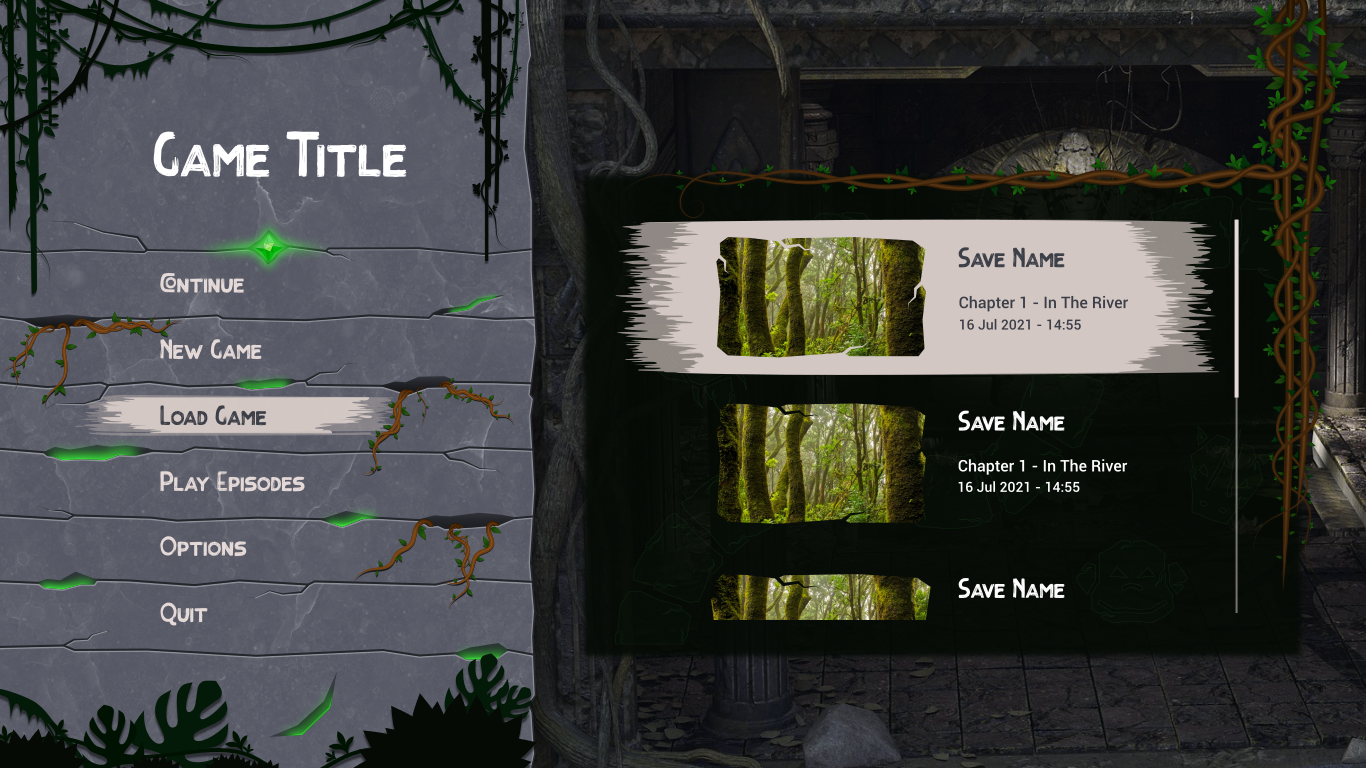 Game Title
Continue
New Game
Load Game
Play Episodes
Options
Quit
Save Name
Chapter 1 - In The River
16 Jul 2021 - 14:55
Save Name
Chapter 1 - In The River
16 Jul 2021 - 14:55
Save Name